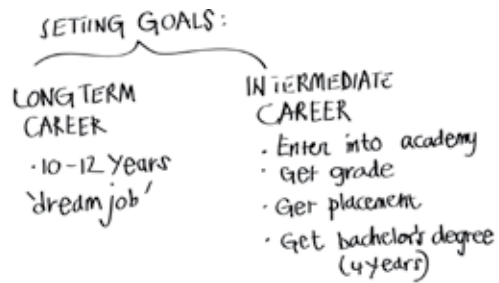 SETTING GOALS:
LONG TERM
CAREER
· 10-12 Years
'dream job'
INTERMEDIATE
CAREER
· Enter into academy
· Get grade
· Get placement
· Get bachelor's degree
(4 years)